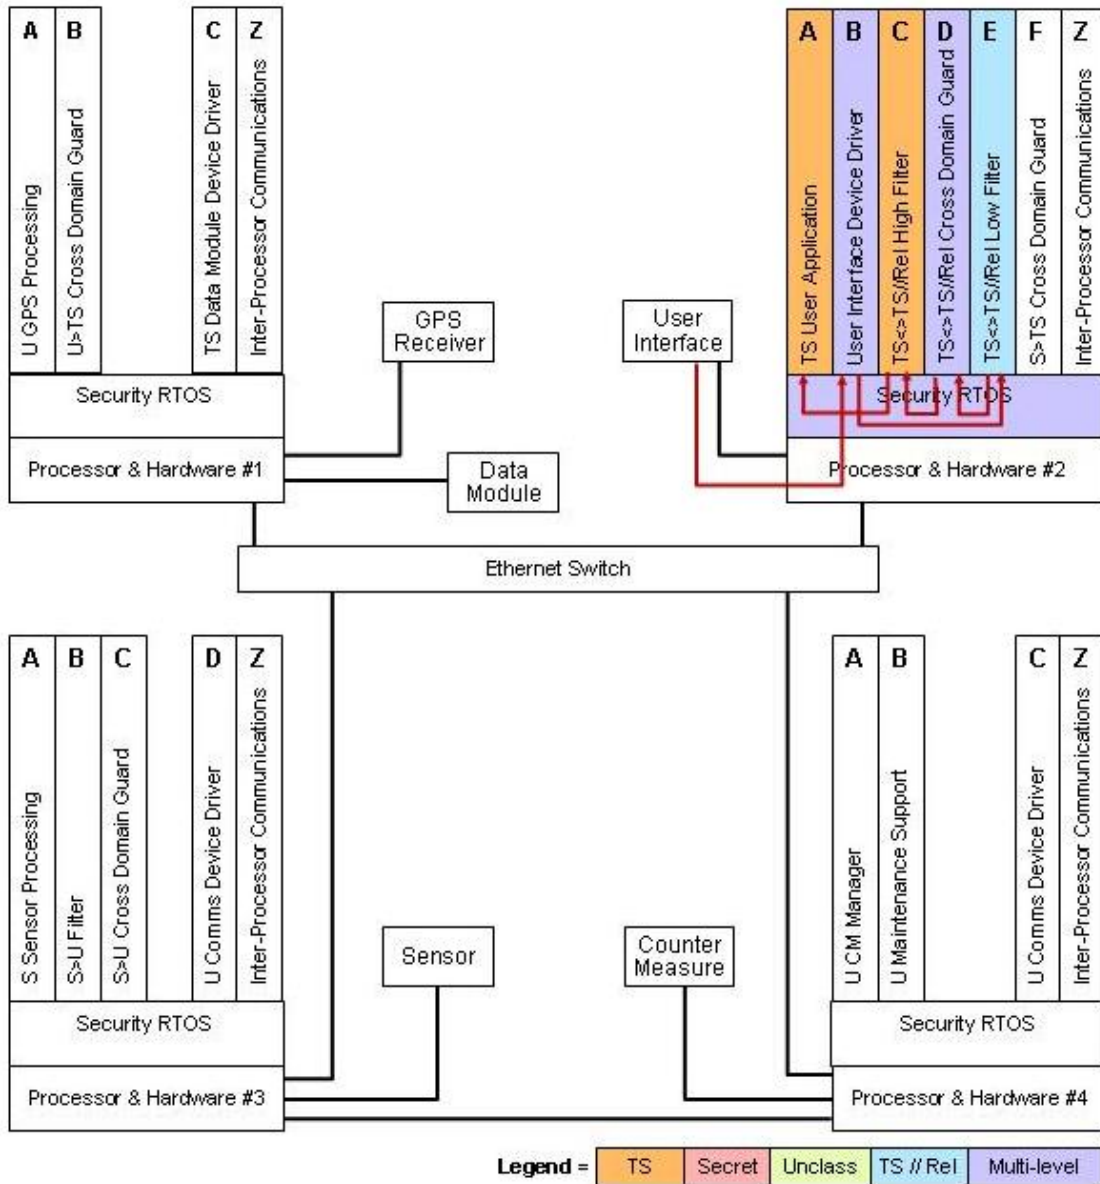 A
U GPS Processing
B
U>TS Cross Domain Guard
C
TS Data Module Device Driver
Z
Inter-Processor Communications
Security RTOS
Processor & Hardware #1
A
TS User Application
B
User Interface Device Driver
C
TS<>TS//Rel High Filter
D
TS<>TS//Rel Cross Domain Guard
E
TS<>TS//Rel Low Filter
F
S>TS Cross Domain Guard
Z
Inter-Processor Communications
Security RTOS
Processor & Hardware #2
GPS
Receiver
User
Interface
Data
Module
Ethernet Switch
A
S Sensor Processing
B
S>U Filter
C
S>U Cross Domain Guard
D
U Comms Device Driver
Z
Inter-Processor Communications
Security RTOS
Processor & Hardware #3
Sensor
Counter
Measure
A
U CM Manager
B
U Maintenance Support
C
U Comms Device Driver
Z
Inter-Processor Communications
Security RTOS
Processor & Hardware #4
Legend = TS Secret Unclass TS // Rel Multi-level